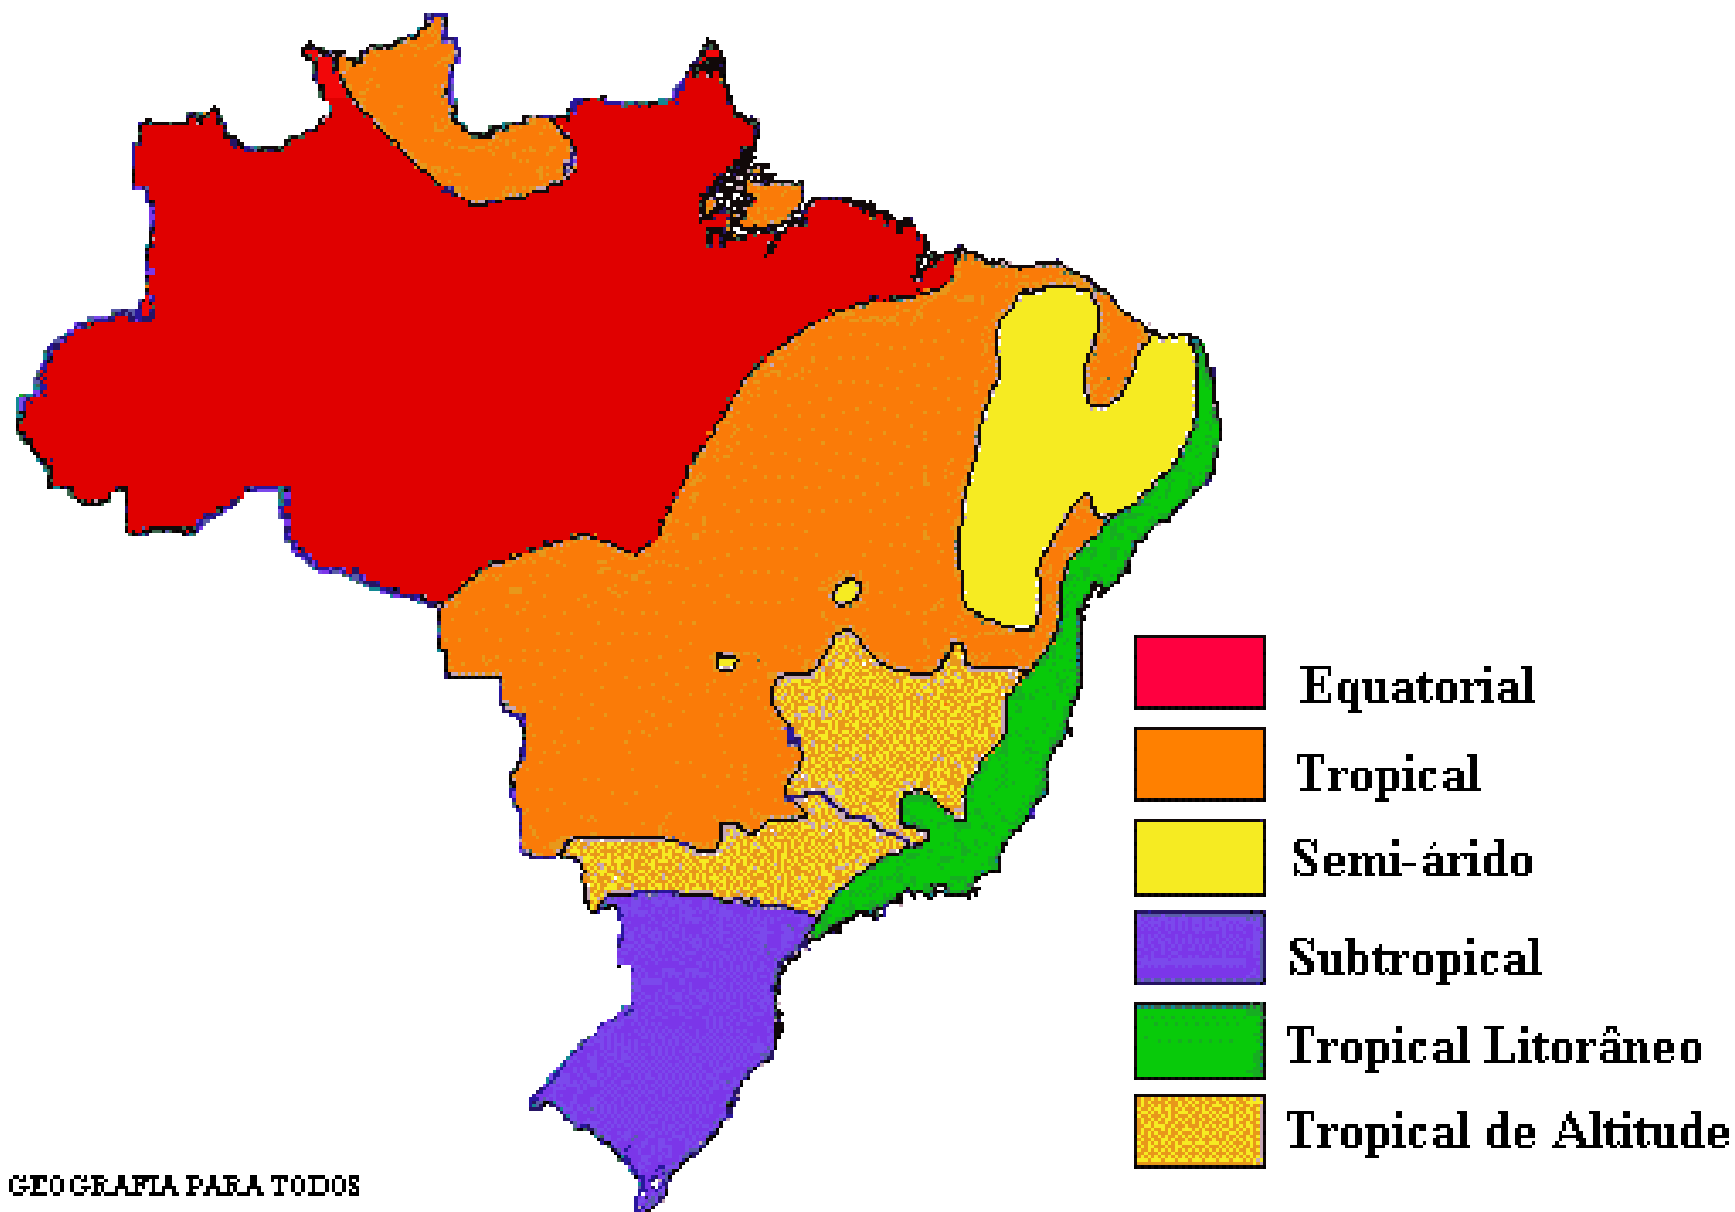 Equatorial
Tropical
Semi-árido
Subtropical
Tropical Litorâneo
Tropical de Altitude
GEOGRAFIA PARA TODOS